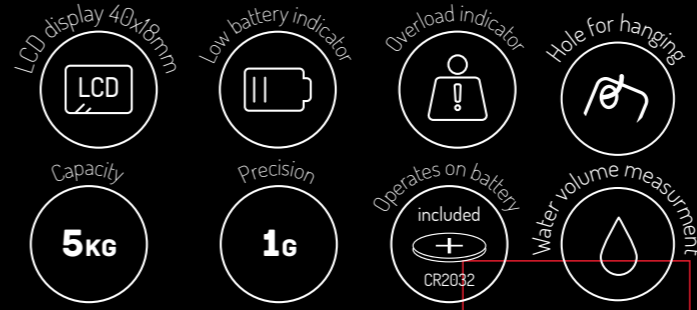 LCD display 40x18mm
LCD
Low battery indicator
Overload indicator
!
Hole for hanging
Capacity
5KG
Precision
1G
Operates on battery
included
+
CR2032
Water volume measurment